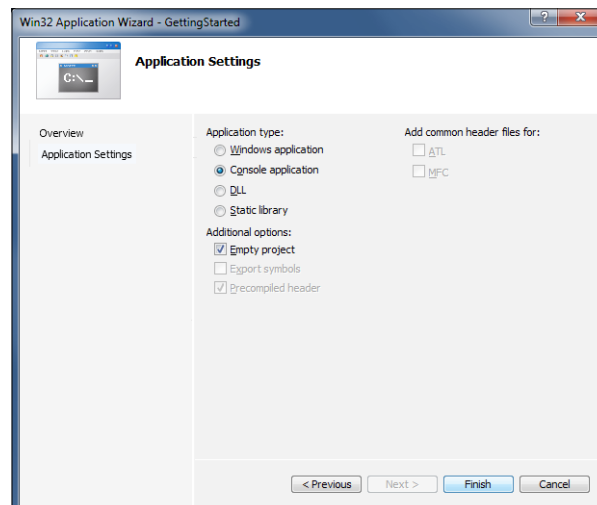 Win32 Application Wizard - GettingStarted
C:\_
Application Settings
Overview
Application Settings
Application type:
Windows application
Console application
DLL
Static library
Additional options:
Empty project
Export symbols
Precompiled header
Add common header files for:
ATL
MFC
< Previous
Next >
Finish
Cancel